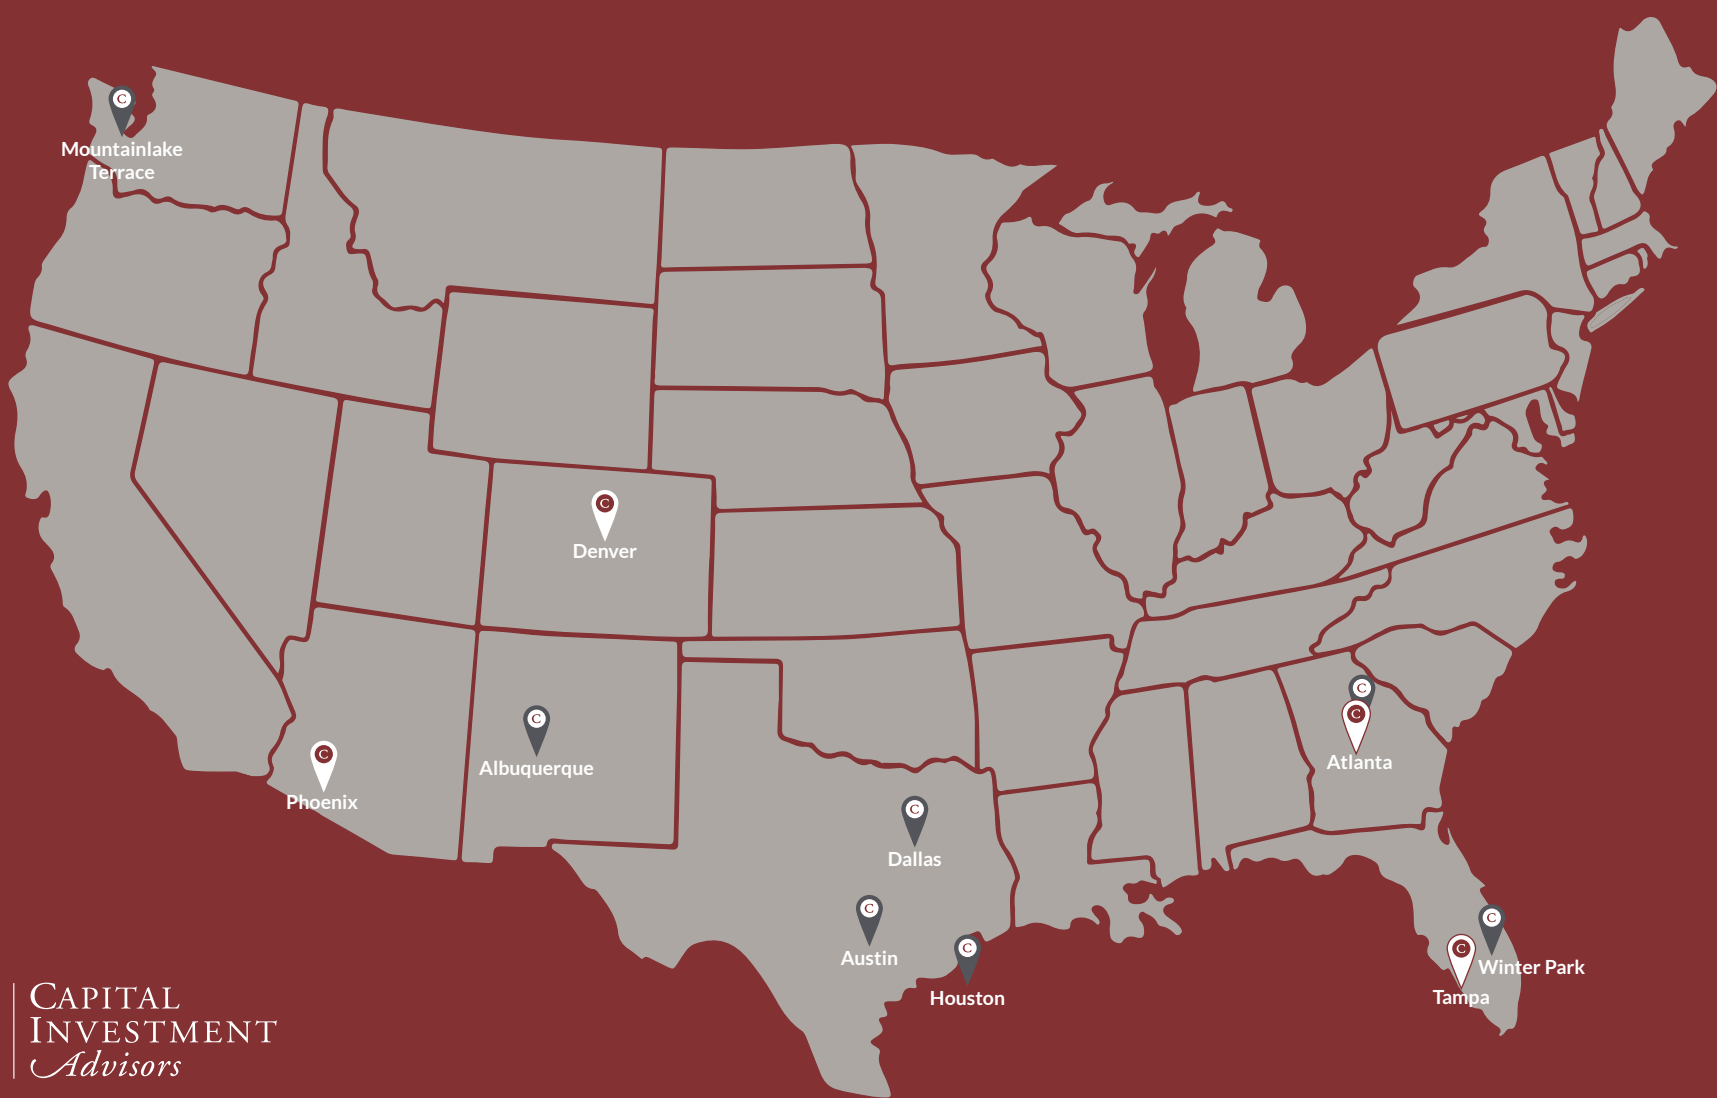 C
Mountainlake
Terrace
C
Denver
C
Atlanta
C
C
Albuquerque
C
Phoenix
C
Dallas
C
Austin
C
Houston
C
Winter Park
C
Tampa
CAPITAL
INVESTMENT
Advisors